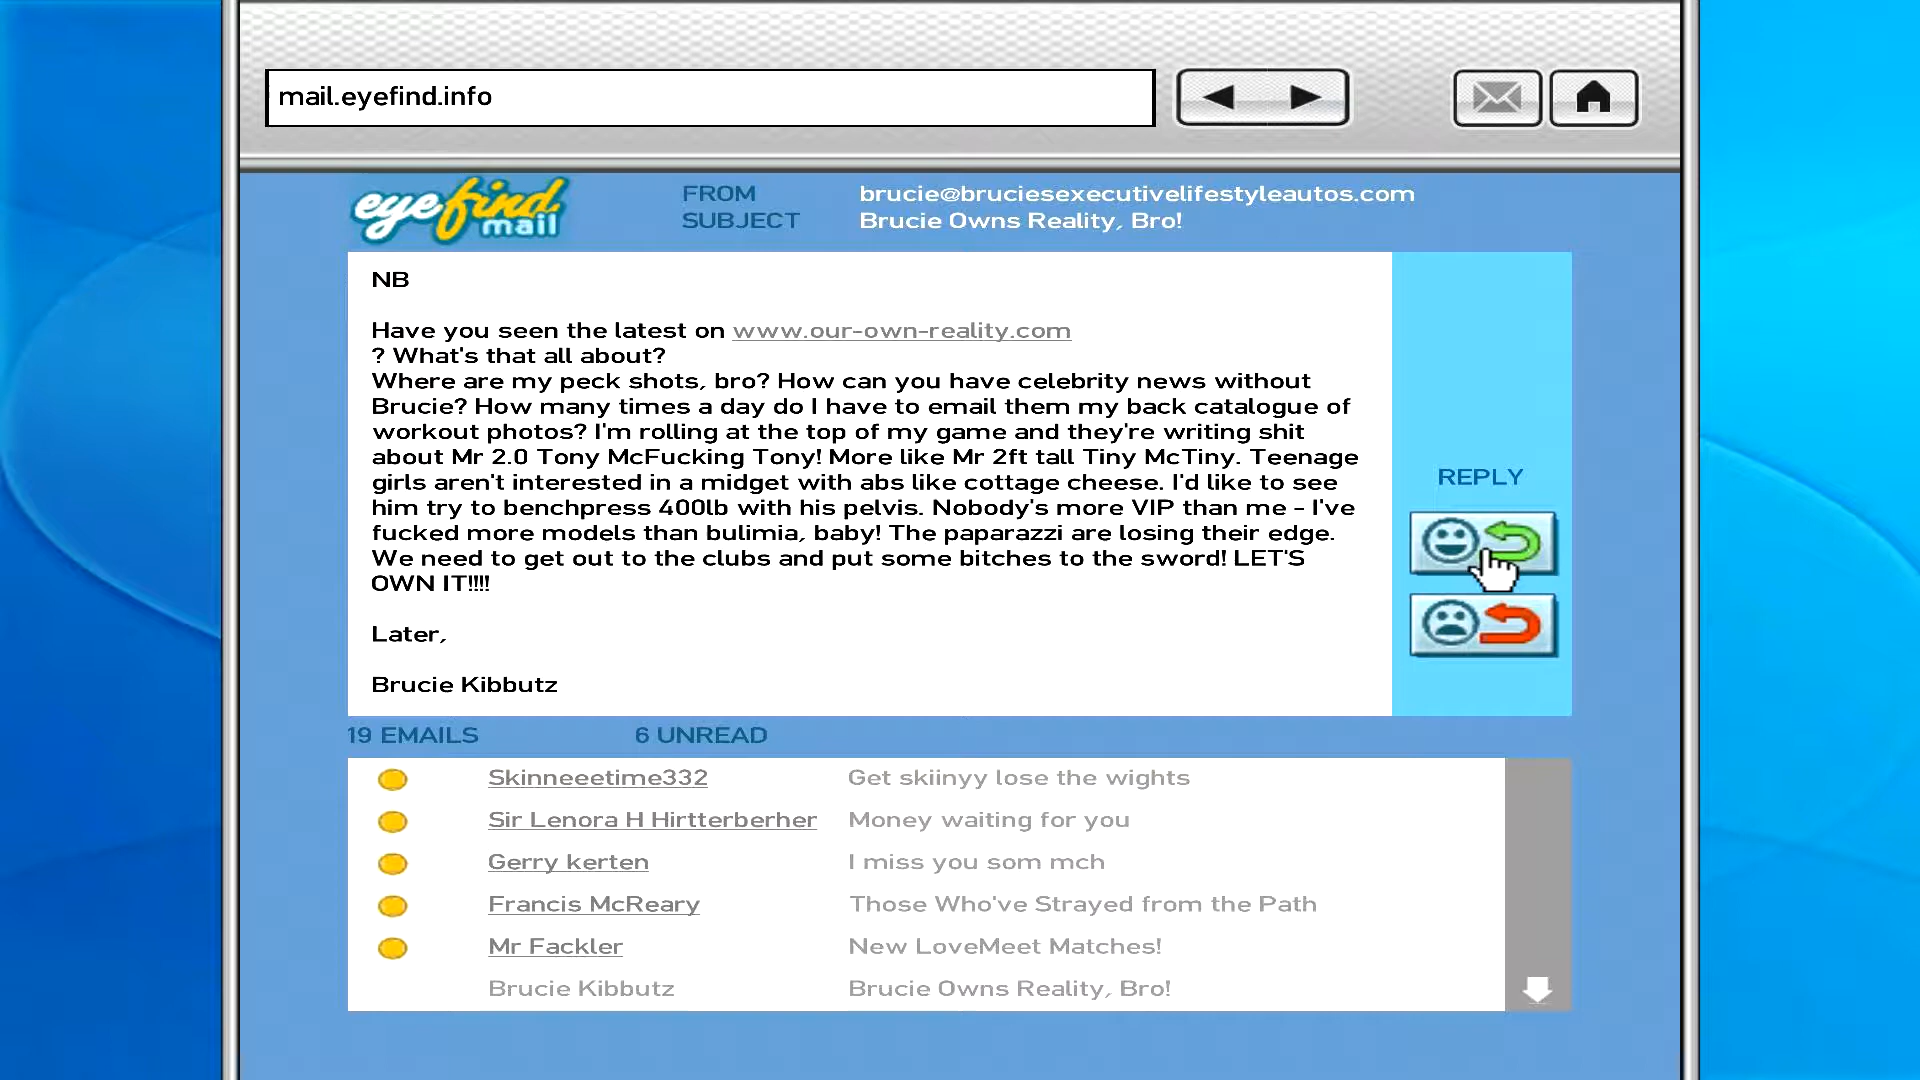 mail.eyefind.info
eyefind mail
FROM brucie@bruciesexecutivelifestyleautos.com
SUBJECT Brucie Owns Reality, Bro!
NB
Have you seen the latest on www.our-own-reality.com
? What's that all about?
Where are my peck shots, bro? How can you have celebrity news without
Brucie? How many times a day do I have to email them my back catalogue of
workout photos? I'm rolling at the top of my game and they're writing shit
about Mr 2.0 Tony McFucking Tony! More like Mr 2ft tall Tiny McTiny. Teenage
girls aren't interested in a midget with abs like cottage cheese. I'd like to see
him try to benchpress 400lb with his pelvis. Nobody's more VIP than me - I've
fucked more models than bulimia, baby! The paparazzi are losing their edge.
We need to get out to the clubs and put some bitches to the sword! LET'S
OWN IT!!!!
Later,
Brucie Kibbutz
REPLY
19 EMAILS 6 UNREAD
Skinneeetime332 Get skiinyy lose the wights
Sir Lenora H Hirtterberher Money waiting for you
Gerry kerten I miss you som mch
Francis McReary Those Who've Strayed from the Path
Mr Fackler New LoveMeet Matches!
Brucie Kibbutz Brucie Owns Reality, Bro!